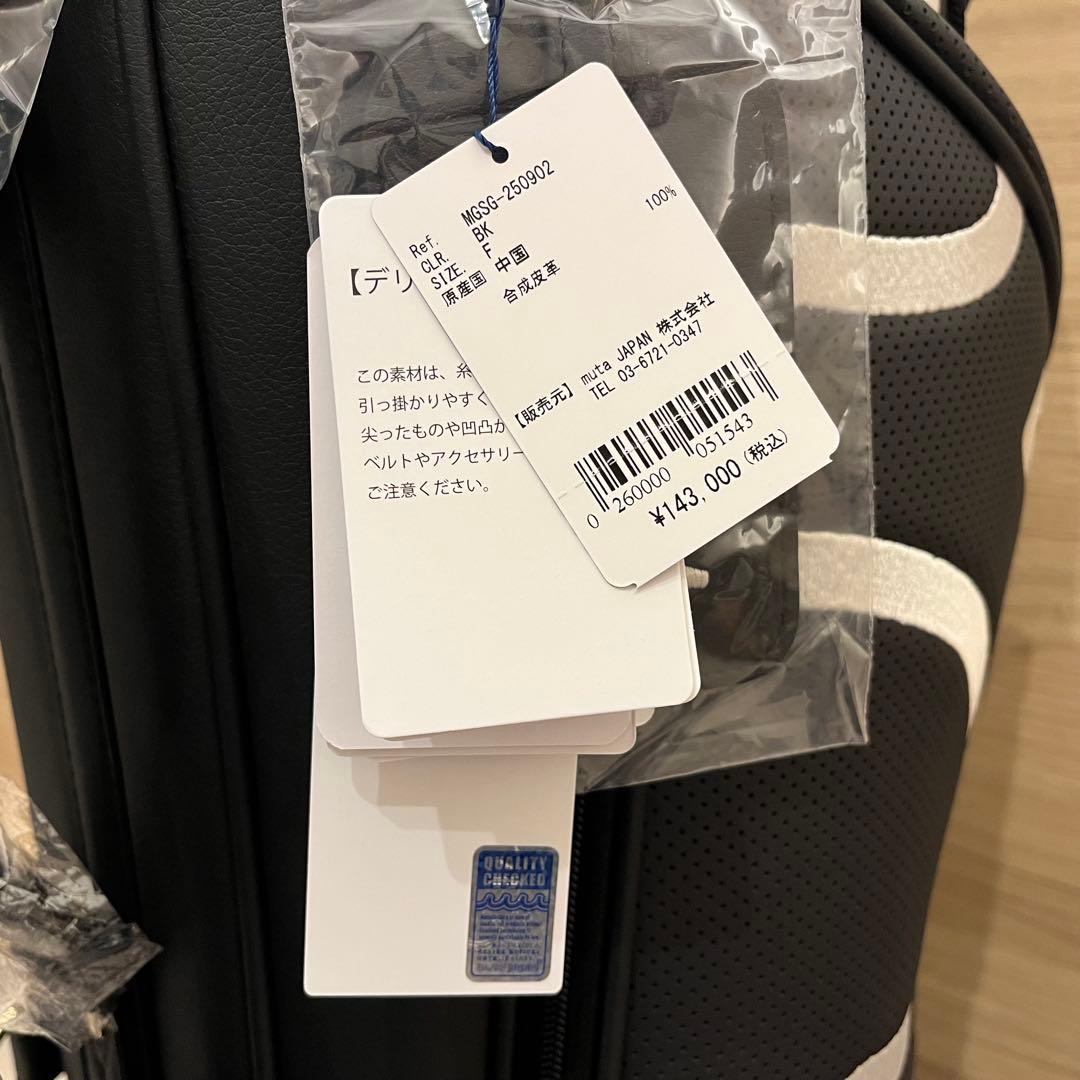 Ref. MGSG-250902
CLR. BK
SIZE. F
原産国 中国
合成皮革 100%
【販売元】 muta JAPAN 株式会社
TEL 03-6721-0347
0 260000 051543
¥143,000 (税込)
【デリ
この素材は、糸
引っ掛かりやすく
尖ったものや凹凸が
ベルトやアクセサリー
ご注意ください。
QUALITY
CHECKED